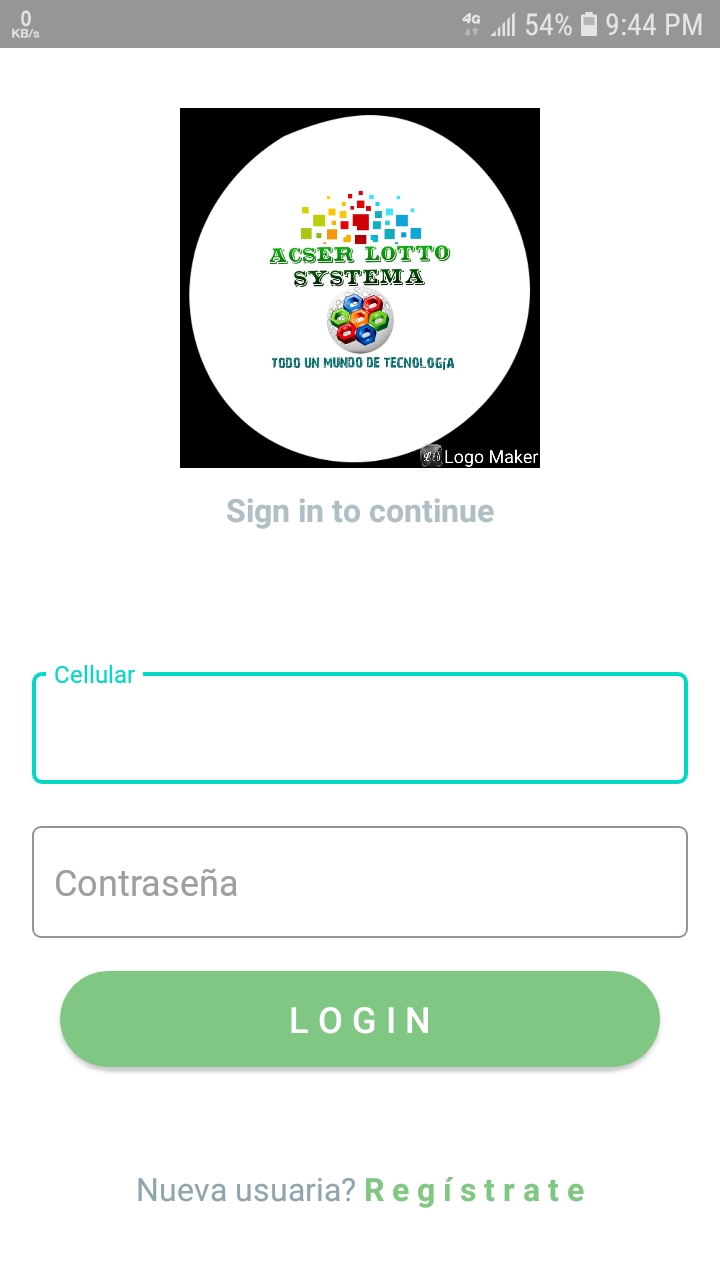 0
KB/s
4G
54%
9:44 PM
ACSER LOTTO
SYSTEMA
TODO UN MUNDO DE TECNOLOGíA
Logo Maker
Sign in to continue
Cellular
Contraseña
LOGIN
Nueva usuaria? Regístrate